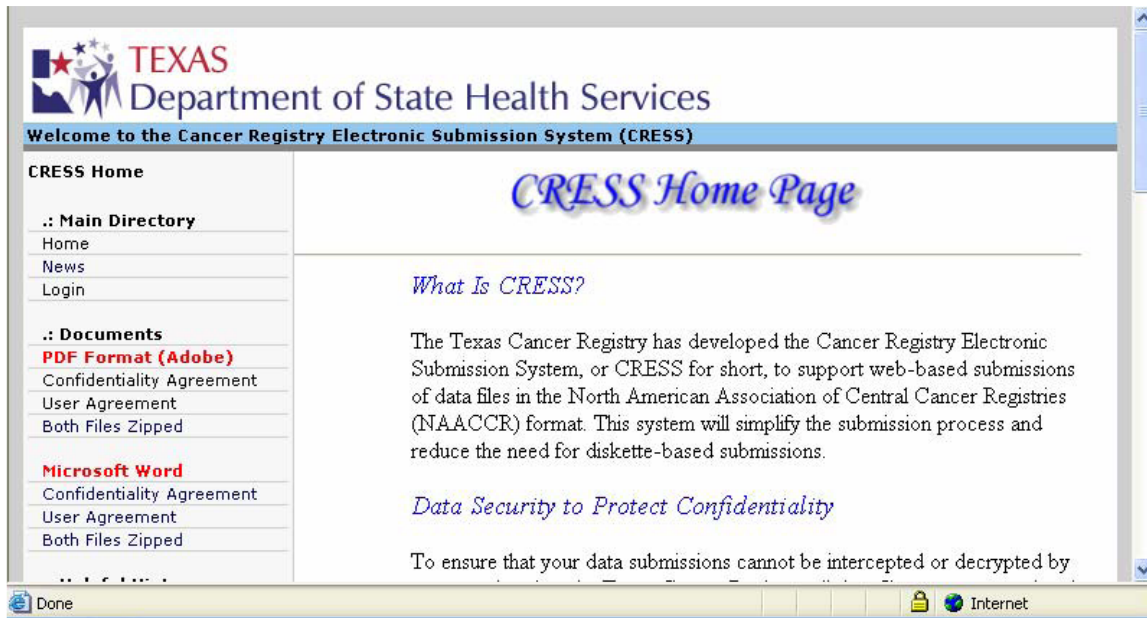 TEXAS
Department of State Health Services
Welcome to the Cancer Registry Electronic Submission System (CRESS)
CRESS Home
.: Main Directory
Home
News
Login
.: Documents
PDF Format (Adobe)
Confidentiality Agreement
User Agreement
Both Files Zipped
Microsoft Word
Confidentiality Agreement
User Agreement
Both Files Zipped
CRESS Home Page
What Is CRESS?
The Texas Cancer Registry has developed the Cancer Registry Electronic
Submission System, or CRESS for short, to support web-based submissions
of data files in the North American Association of Central Cancer Registries
(NAACCR) format. This system will simplify the submission process and
reduce the need for diskette-based submissions.
Data Security to Protect Confidentiality
To ensure that your data submissions cannot be intercepted or decrypted by
Done
Internet